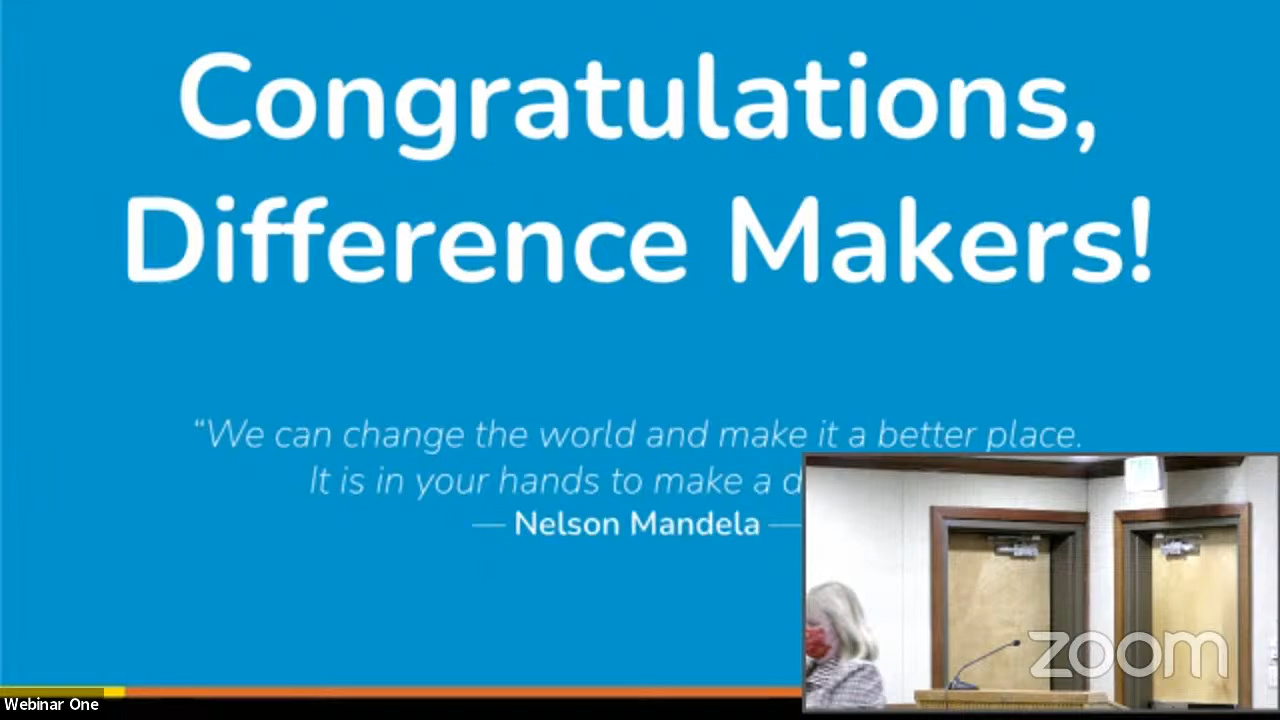 Congratulations,
Difference Makers!
“We can change the world and make it a better place.
It is in your hands to make a d
— Nelson Mandela —
zoom
Webinar One